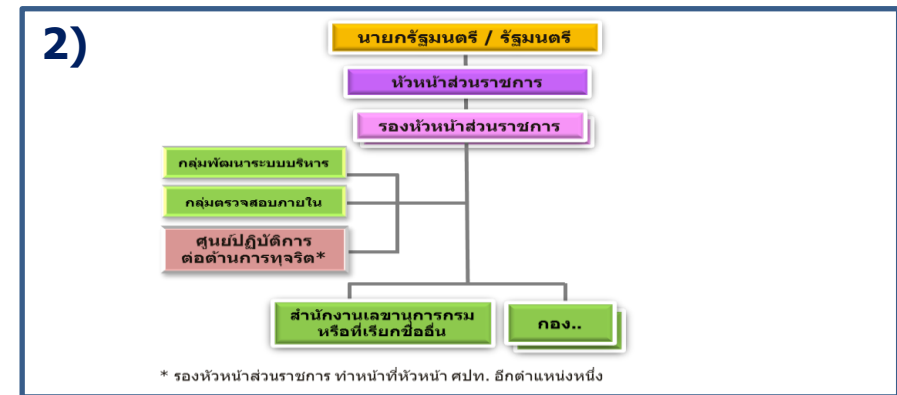 2)
นายกรัฐมนตรี / รัฐมนตรี
หัวหน้าส่วนราชการ
รองหัวหน้าส่วนราชการ
กลุ่มพัฒนาระบบบริหาร
กลุ่มตรวจสอบภายใน
ศูนย์ปฏิบัติการ
ต่อต้านการทุจริต*
สำนักงานเลขานุการกรม
หรือที่เรียกชื่ออื่น
กอง..
* รองหัวหน้าส่วนราชการ ทำหน้าที่หัวหน้า ศปท. อีกตำแหน่งหนึ่ง